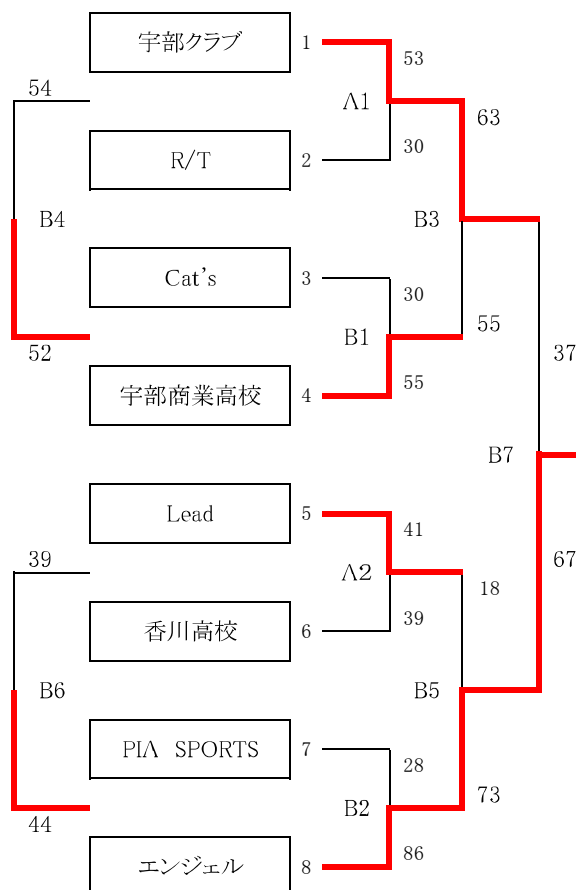 宇部クラブ 1
53
54
A1 63
R/T 2
30
B4 B3
Cat's 3
30
55
B1 37
52
宇部商業高校 4
55
B7
Lead 5
41
39 67
A2 18
香川高校 6
39
B6 B5
PIA SPORTS 7
28
73
B2
44
エンジェル 8
86